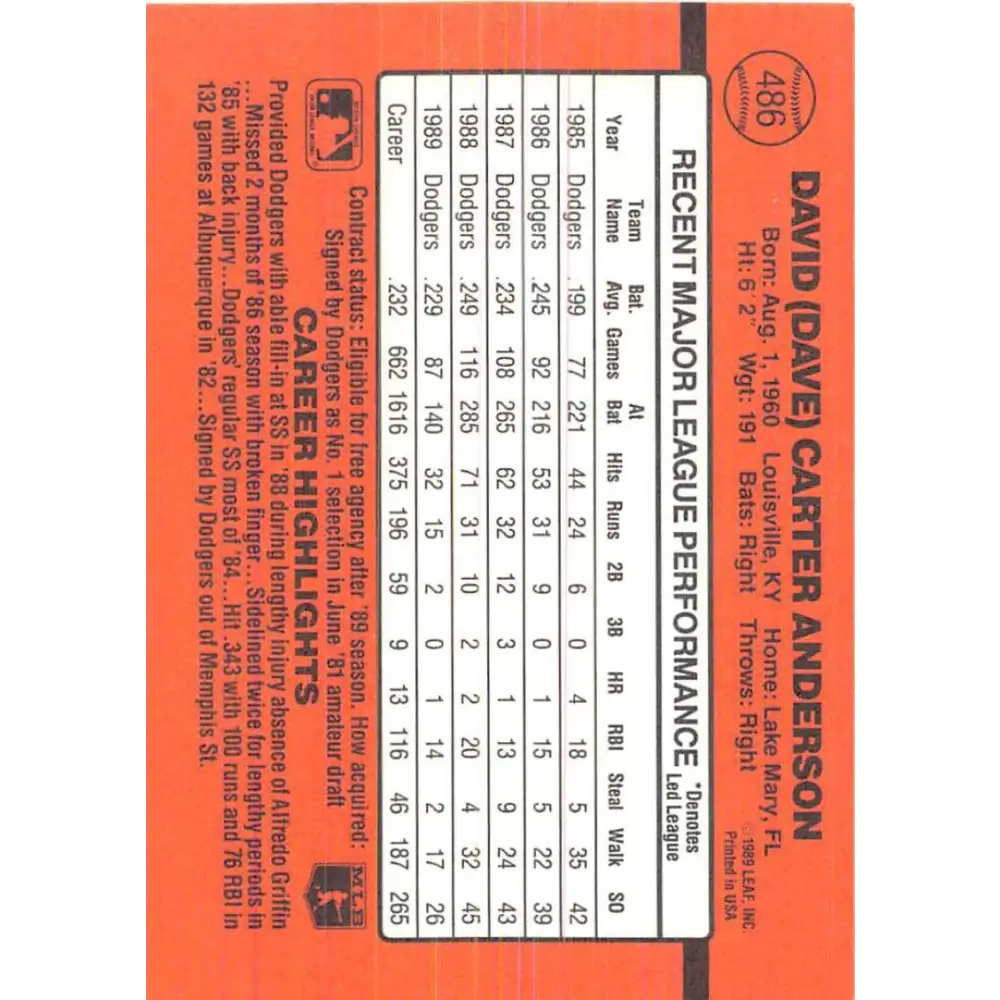 486
DAVID (DAVE) CARTER ANDERSON
Born: Aug. 1, 1960 Louisville, KY Home: Lake Mary, FL
Ht: 6'2" Wgt: 191 Bats: Right Throws: Right
© 1989 LEAF, INC.
Printed in USA
RECENT MAJOR LEAGUE PERFORMANCE
*Denotes
Led League
Year Team Name Bat. Avg. Games At Bat Hits Runs 2B 3B HR RBI Steal Walk SO
1985 Dodgers .199 77 221 44 24 6 0 4 18 5 35 42
1986 Dodgers .245 92 216 53 31 9 0 1 15 5 22 39
1987 Dodgers .234 108 265 62 32 12 3 1 13 9 24 43
1988 Dodgers .249 116 285 71 31 10 2 2 20 4 32 45
1989 Dodgers .229 87 140 32 15 2 0 1 14 2 17 26
Career .232 662 1616 375 196 59 9 13 116 46 187 265
Contract status: Eligible for free agency after '89 season. How acquired:
Signed by Dodgers as No. 1 selection in June '81 amateur draft
MLB
CAREER HIGHLIGHTS
Provided Dodgers with able fill-in at SS in '88 during lengthy injury absence of Alfredo Griffin
...Missed 2 months of '86 season with broken finger...Sidelined twice for lengthy periods in
'85 with back injury...Dodgers' regular SS most of '84...Hit .343 with 100 runs and 76 RBI in
132 games at Albuquerque in '82...Signed by Dodgers out of Memphis St.